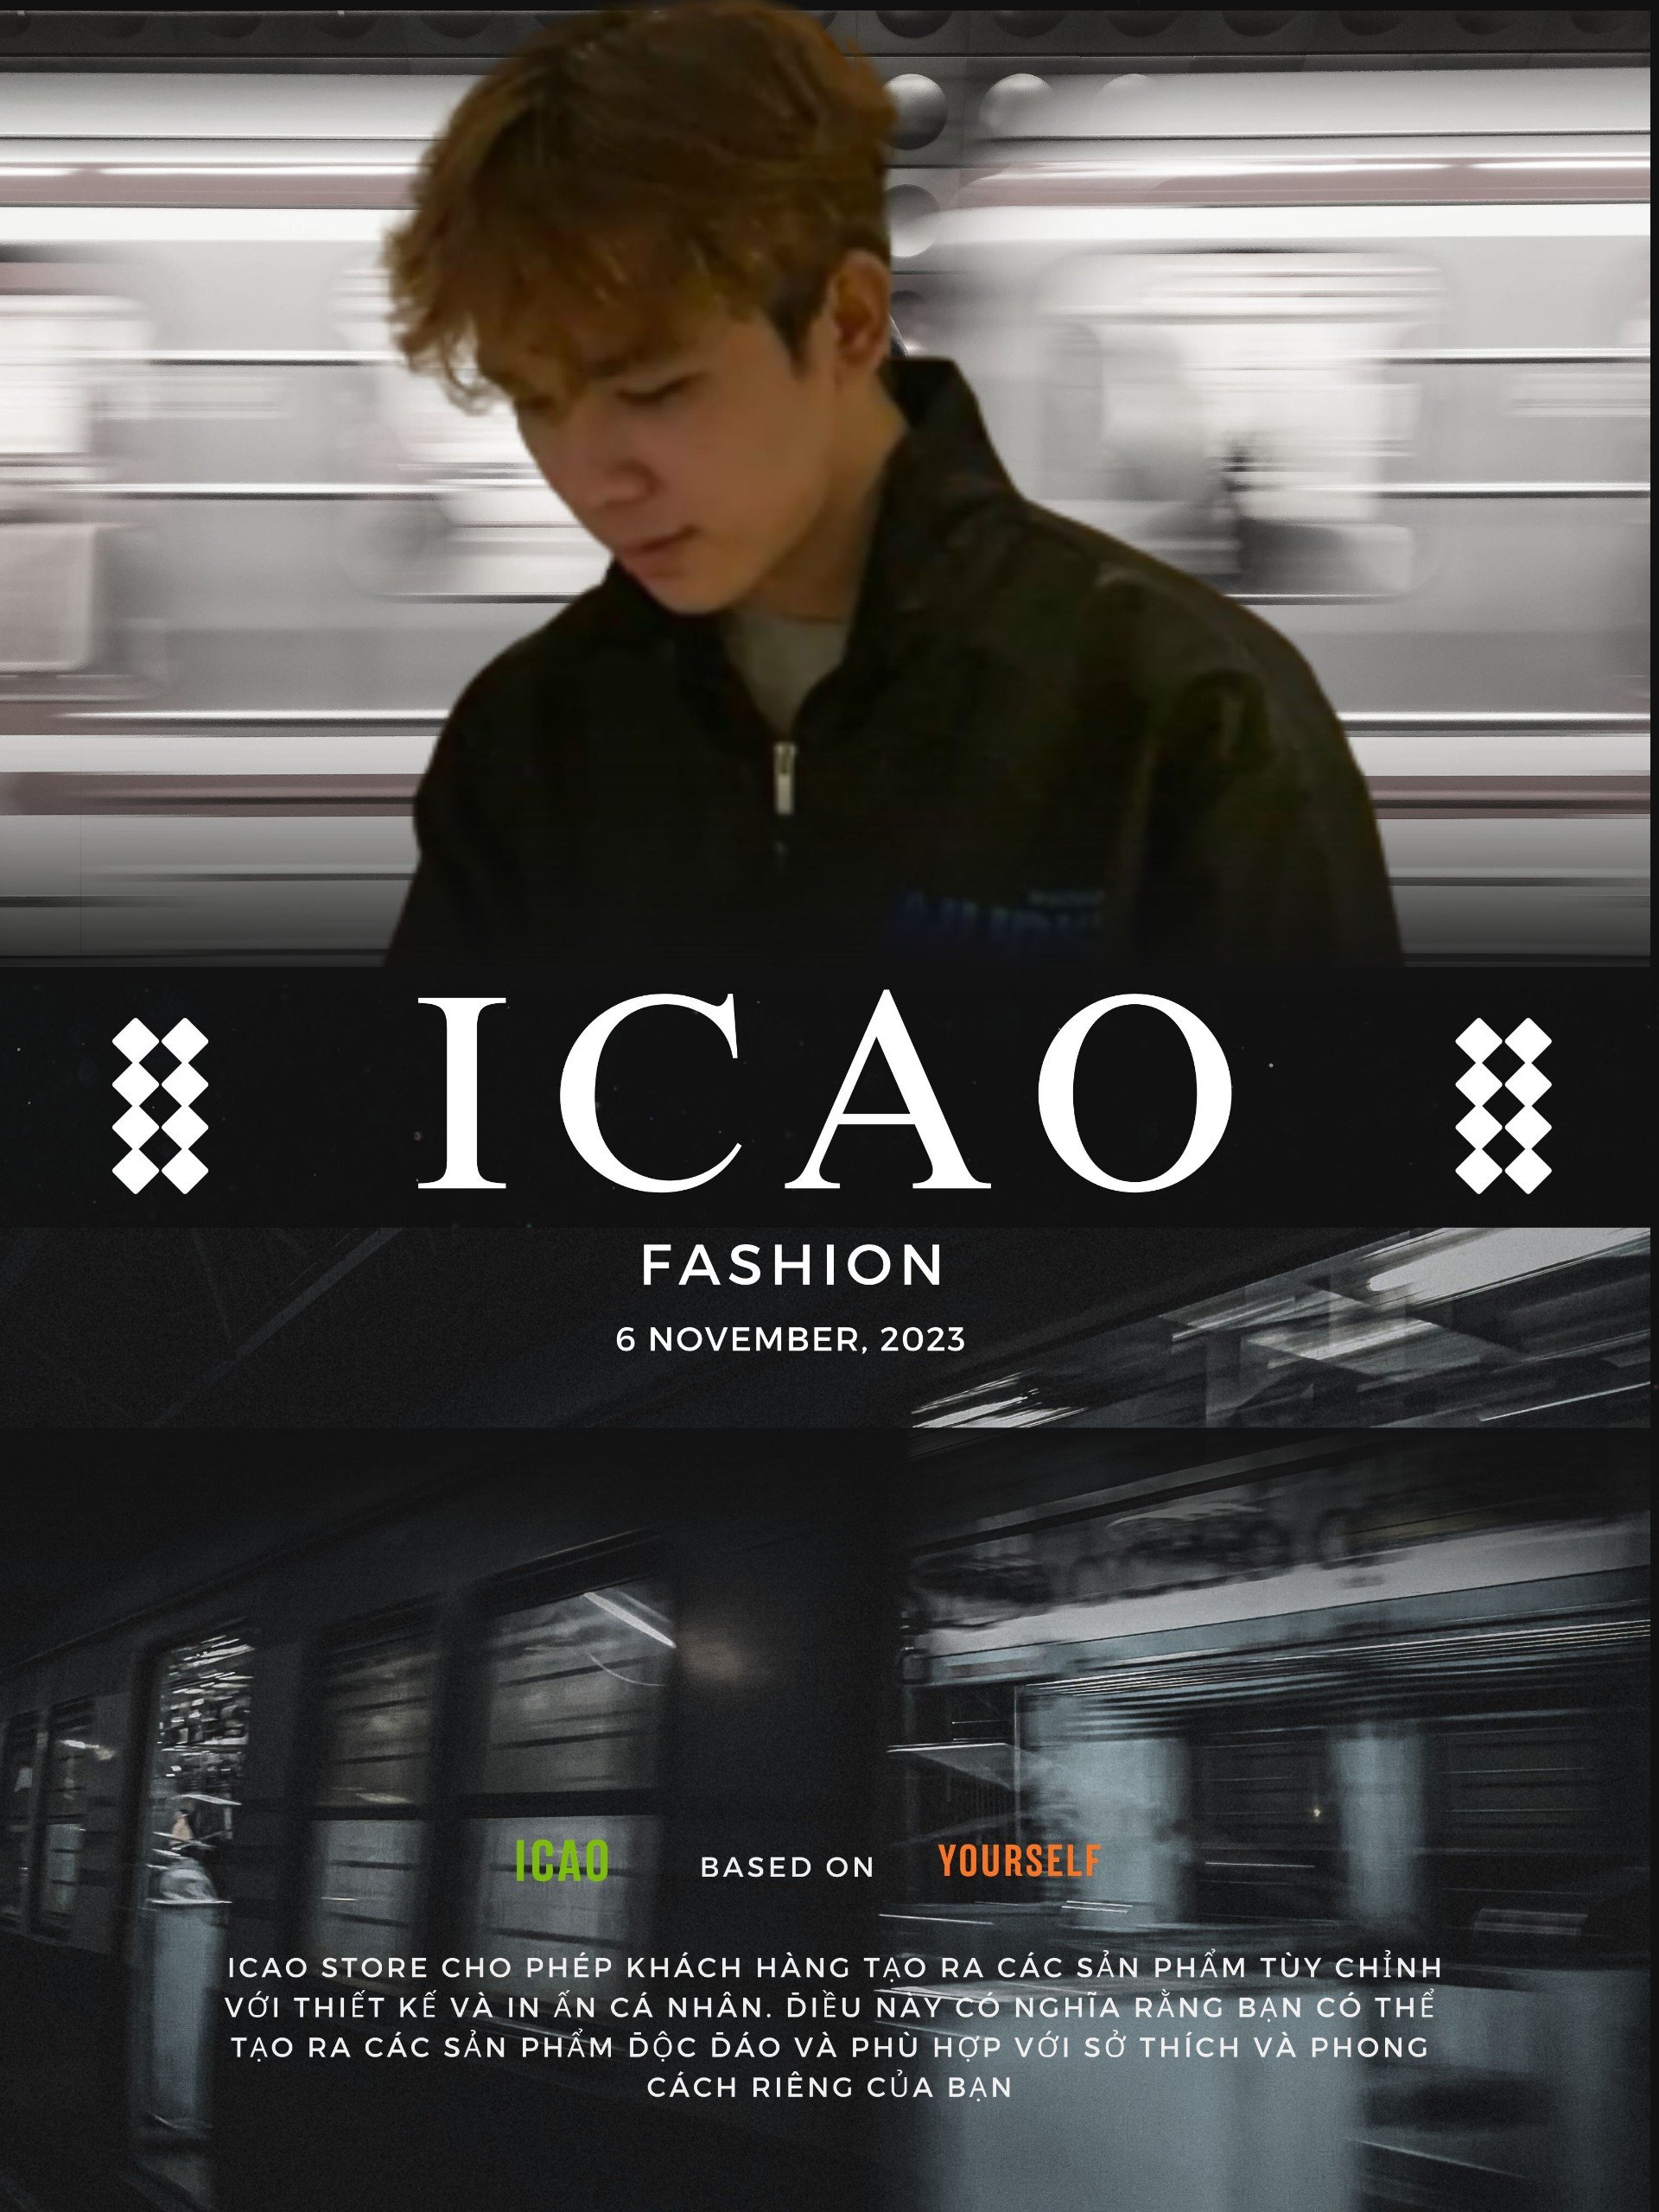 ICAO
FASHION
6 NOVEMBER, 2023
ICAO BASED ON YOURSELF
ICAO STORE CHO PHÉP KHÁCH HÀNG TẠO RA CÁC SẢN PHẨM TÙY CHỈNH
VỚI THIẾT KẾ VÀ IN ẤN CÁ NHÂN. ĐIỀU NÀY CÓ NGHĨA RẰNG BẠN CÓ THỂ
TẠO RA CÁC SẢN PHẨM ĐỘC ĐÁO VÀ PHÙ HỢP VỚI SỞ THÍCH VÀ PHONG
CÁCH RIÊNG CỦA BẠN